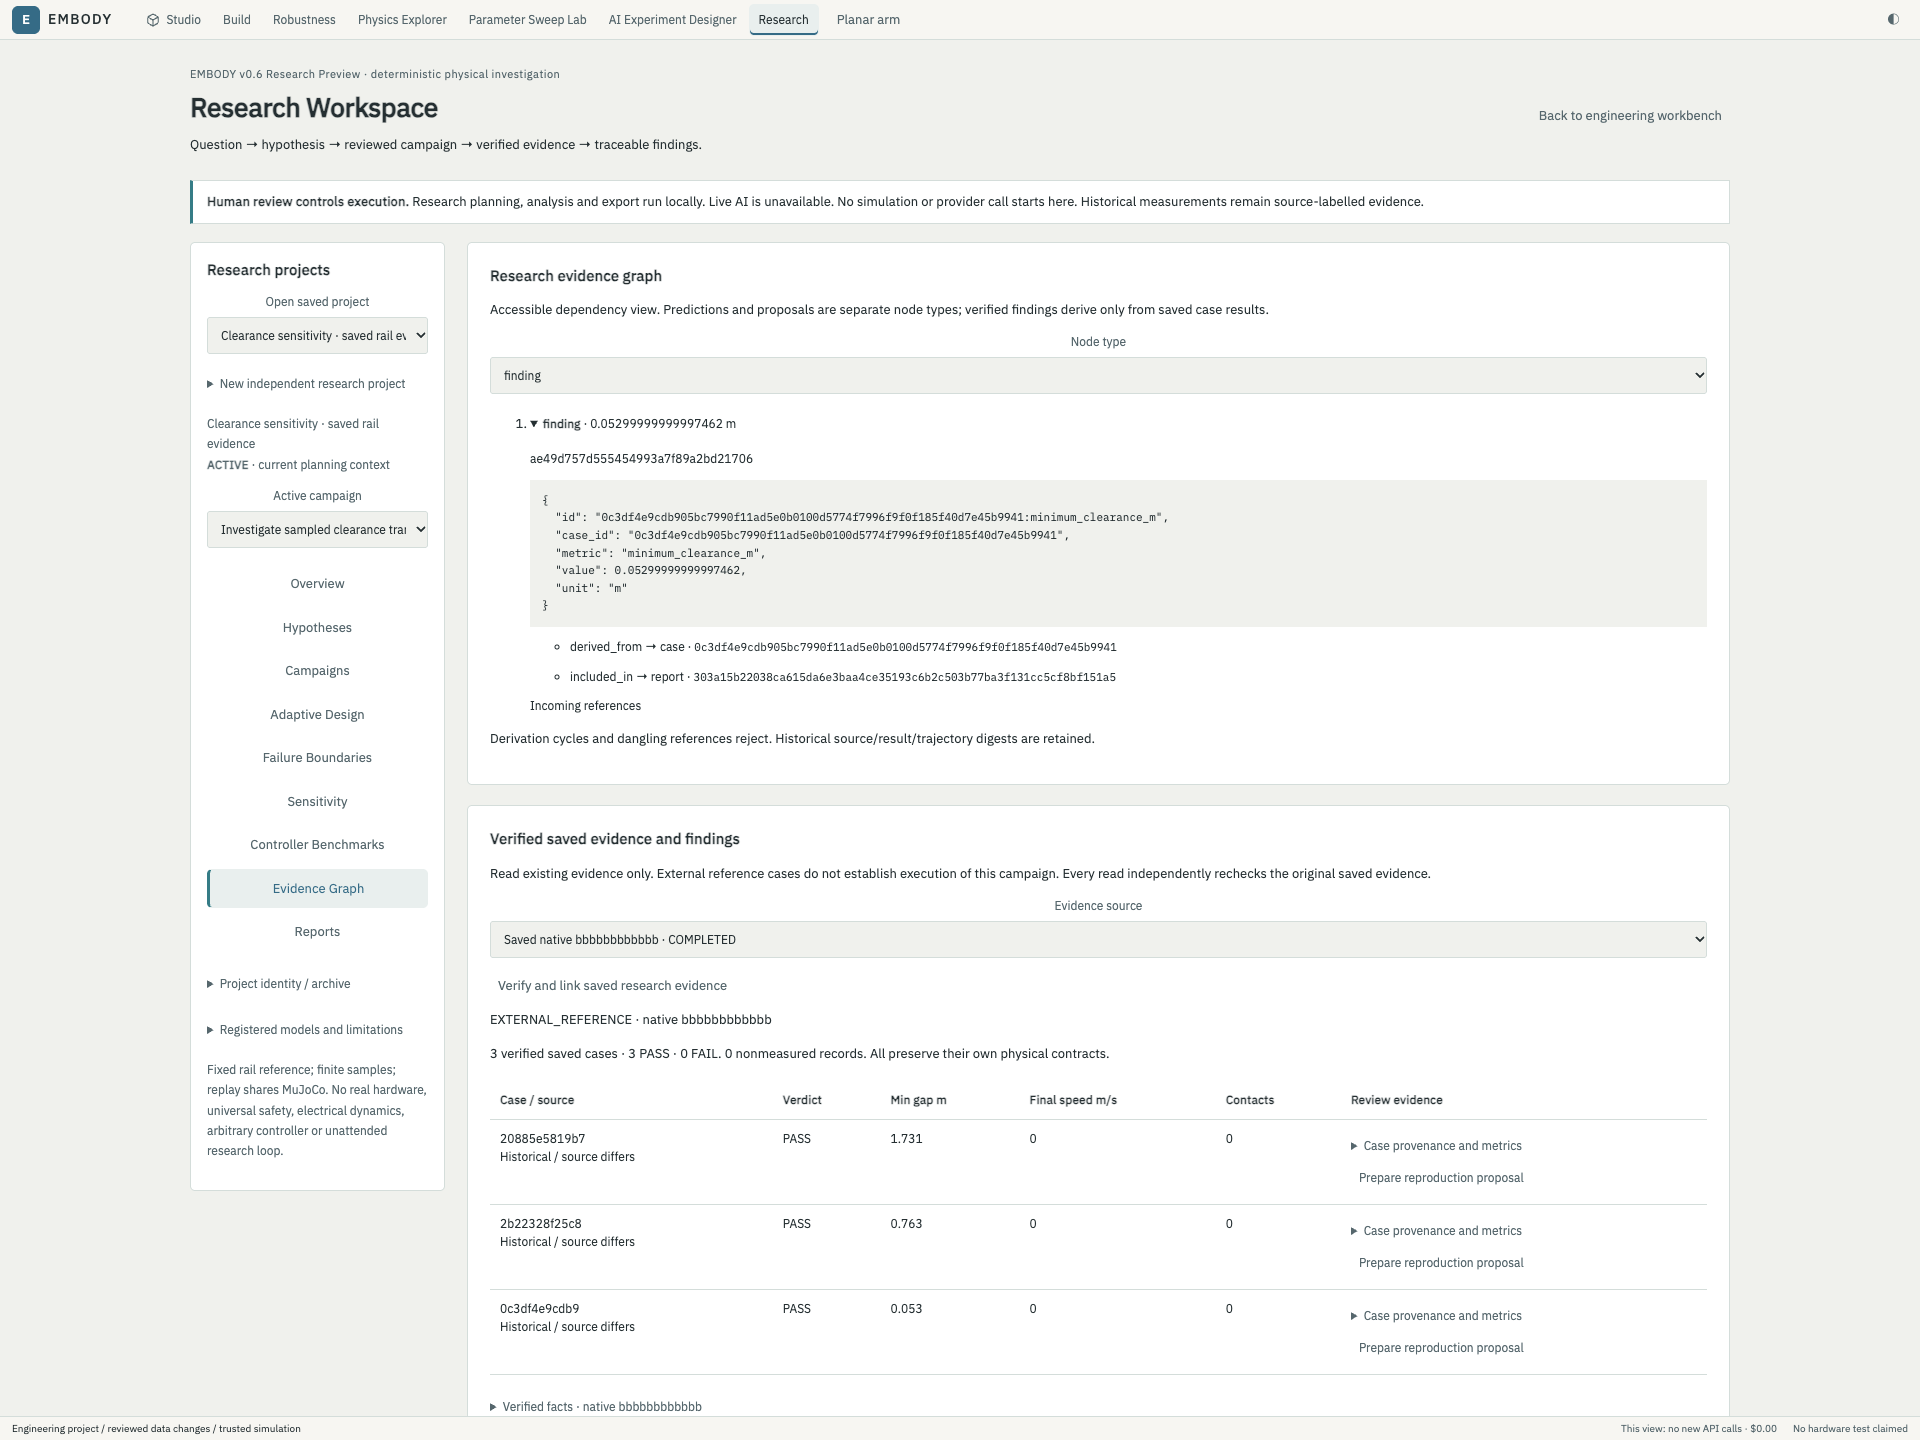 E EMBODY Studio Build Robustness Physics Explorer Parameter Sweep Lab AI Experiment Designer Research Planar arm
EMBODY v0.6 Research Preview · deterministic physical investigation
Research Workspace
Back to engineering workbench
Question → hypothesis → reviewed campaign → verified evidence → traceable findings.
Human review controls execution. Research planning, analysis and export run locally. Live AI is unavailable. No simulation or provider call starts here. Historical measurements remain source-labelled evidence.
Research projects
Open saved project
Clearance sensitivity · saved rail ev
New independent research project
Clearance sensitivity · saved rail
evidence
ACTIVE · current planning context
Active campaign
Investigate sampled clearance tra
Overview
Hypotheses
Campaigns
Adaptive Design
Failure Boundaries
Sensitivity
Controller Benchmarks
Evidence Graph
Reports
Project identity / archive
Registered models and limitations
Fixed rail reference; finite samples;
replay shares MuJoCo. No real hardware,
universal safety, electrical dynamics,
arbitrary controller or unattended
research loop.
Research evidence graph
Accessible dependency view. Predictions and proposals are separate node types; verified findings derive only from saved case results.
Node type
finding
1. finding · 0.05299999999997462 m
ae49d757d555454993a7f89a2bd21706
{
"id": "0c3df4e9cdb905bc7990f11ad5e0b0100d5774f7996f9f0f185f40d7e45b9941:minimum_clearance_m",
"case_id": "0c3df4e9cdb905bc7990f11ad5e0b0100d5774f7996f9f0f185f40d7e45b9941",
"metric": "minimum_clearance_m",
"value": 0.05299999999997462,
"unit": "m"
}
derived_from → case · 0c3df4e9cdb905bc7990f11ad5e0b0100d5774f7996f9f0f185f40d7e45b9941
included_in → report · 303a15b22038ca615da6e3baa4ce35193c6b2c503b77ba3f131cc5cf8bf151a5
Incoming references
Derivation cycles and dangling references reject. Historical source/result/trajectory digests are retained.
Verified saved evidence and findings
Read existing evidence only. External reference cases do not establish execution of this campaign. Every read independently rechecks the original saved evidence.
Evidence source
Saved native bbbbbbbbbbbb · COMPLETED
Verify and link saved research evidence
EXTERNAL_REFERENCE · native bbbbbbbbbbbb
3 verified saved cases · 3 PASS · 0 FAIL. 0 nonmeasured records. All preserve their own physical contracts.
Case / source Verdict Min gap m Final speed m/s Contacts Review evidence
20885e5819b7 PASS 1.731 0 0 Case provenance and metrics
Historical / source differs
Prepare reproduction proposal
2b22328f25c8 PASS 0.763 0 0 Case provenance and metrics
Historical / source differs
Prepare reproduction proposal
0c3df4e9cdb9 PASS 0.053 0 0 Case provenance and metrics
Historical / source differs
Prepare reproduction proposal
Verified facts · native bbbbbbbbbbbb
Engineering project / reviewed data changes / trusted simulation
This view: no new API calls · $0.00 No hardware test claimed